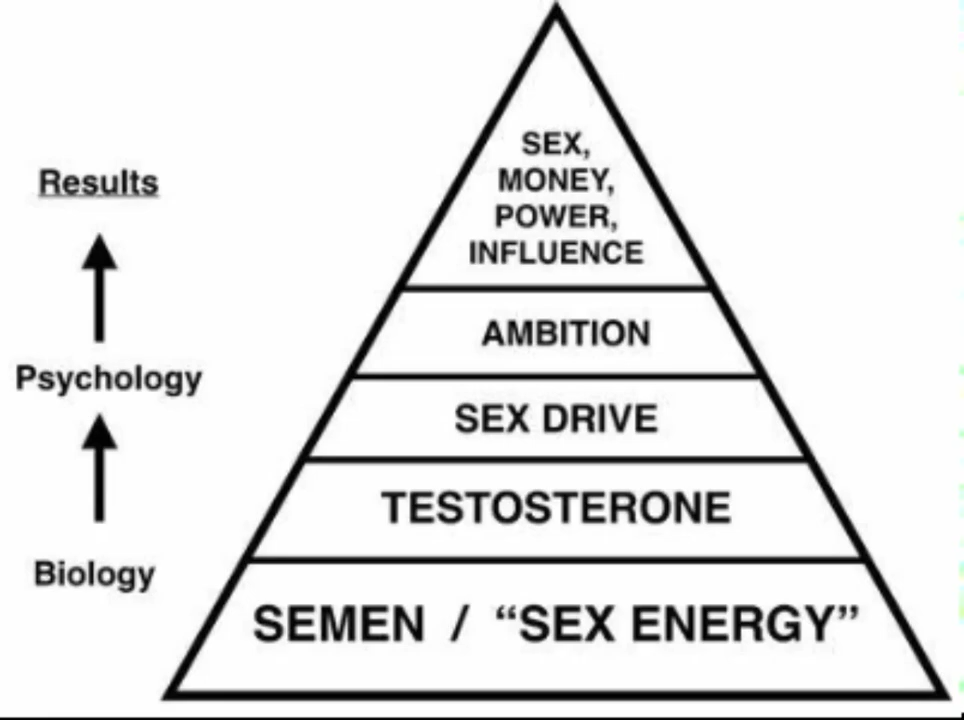 Results
Psychology
Biology
SEX,
MONEY,
POWER,
INFLUENCE
AMBITION
SEX DRIVE
TESTOSTERONE
SEMEN / “SEX ENERGY”